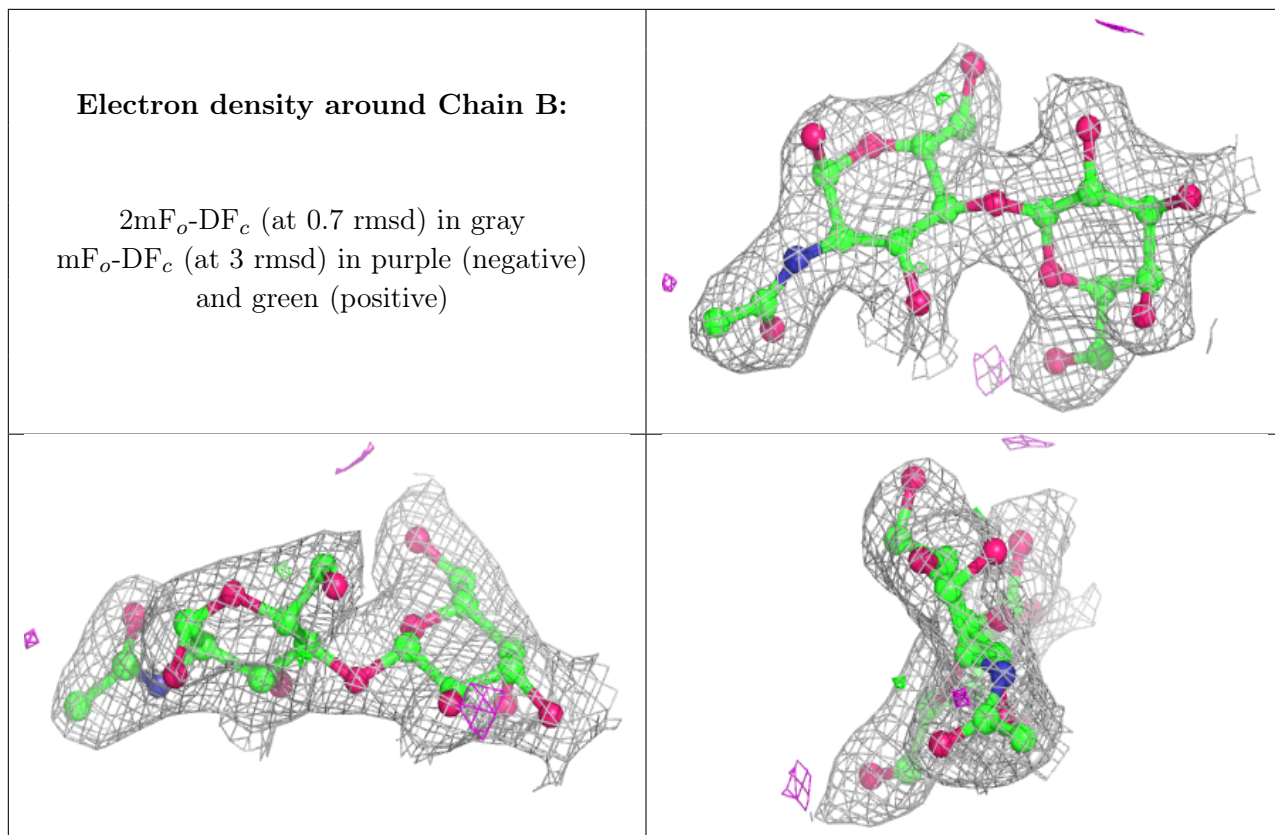 Electron density around Chain B:
2mFo-DFc (at 0.7 rmsd) in gray
mFo-DFc (at 3 rmsd) in purple (negative)
and green (positive)